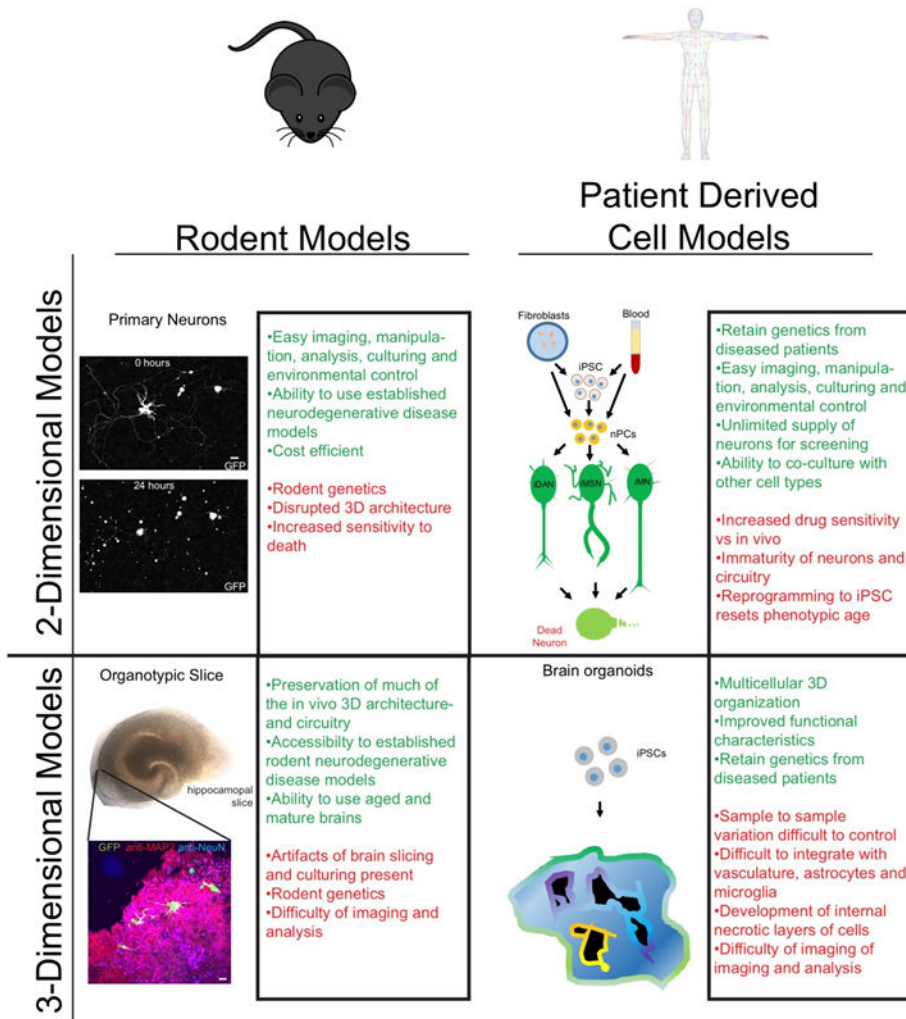 Rodent Models
Patient Derived
Cell Models
2-Dimensional Models
Primary Neurons
0 hours
GFP
24 hours
GFP
•Easy imaging, manipula-
tion, analysis, culturing and
environmental control
•Ability to use established
neurodegenerative disease
models
•Cost efficient
•Rodent genetics
•Disrupted 3D architecture
•Increased sensitivity to
death
Fibroblasts
Blood
iPSC
nPCs
iDAN
iMSN
iMN
Dead
Neuron
•Retain genetics from
diseased patients
•Easy imaging, manipula-
tion, analysis, culturing and
environmental control
•Unlimited supply of
neurons for screening
•Ability to co-culture with
other cell types
•Increased drug sensitivity
vs in vivo
•Immaturity of neurons and
circuitry
•Reprogramming to iPSC
resets phenotypic age
3-Dimensional Models
Organotypic Slice
hippocamopal
slice
GFP anti-MAP2 anti-NeuN
•Preservation of much of
the in vivo 3D architecture-
and circuitry
•Accessibilty to established
rodent neurodegenerative
disease models
•Ability to use aged and
mature brains
•Artifacts of brain slicing
and culturing present
•Rodent genetics
•Difficulty of imaging and
analysis
Brain organoids
iPSCs
•Multicellular 3D
organization
•Improved functional
characteristics
•Retain genetics from
diseased patients
•Sample to sample
variation difficult to control
•Difficult to integrate with
vasculature, astrocytes and
microglia
•Development of internal
necrotic layers of cells
•Difficulty of imaging of
imaging and analysis